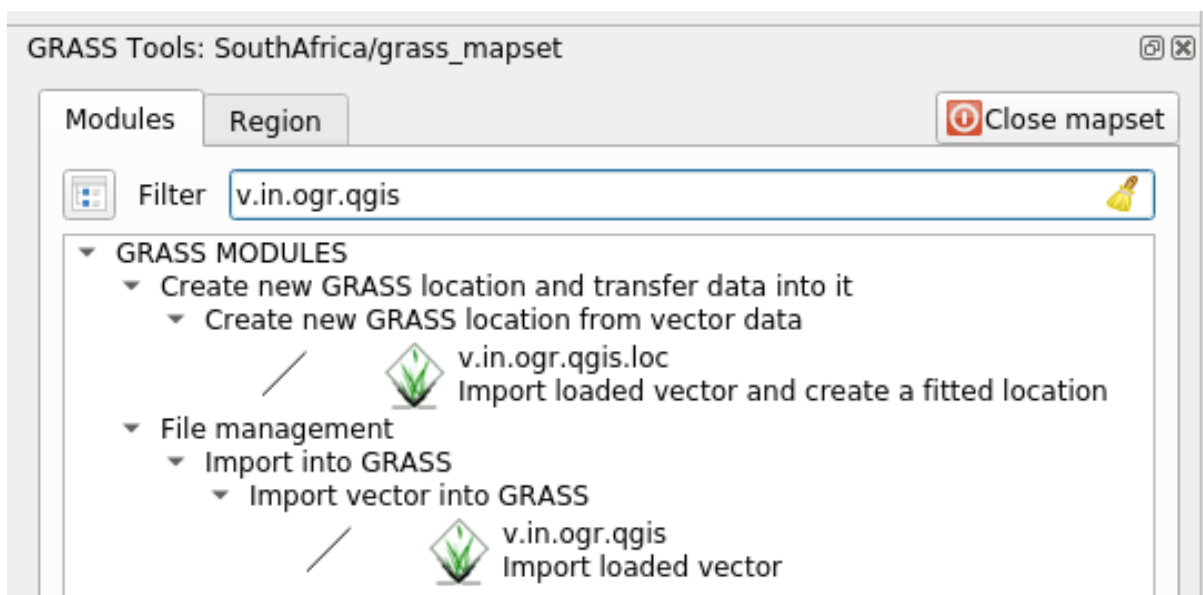 GRASS Tools: SouthAfrica/grass_mapset
Modules Region Close mapset
Filter v.in.ogr.qgis
GRASS MODULES
Create new GRASS location and transfer data into it
Create new GRASS location from vector data
v.in.ogr.qgis.loc
Import loaded vector and create a fitted location
File management
Import into GRASS
Import vector into GRASS
v.in.ogr.qgis
Import loaded vector